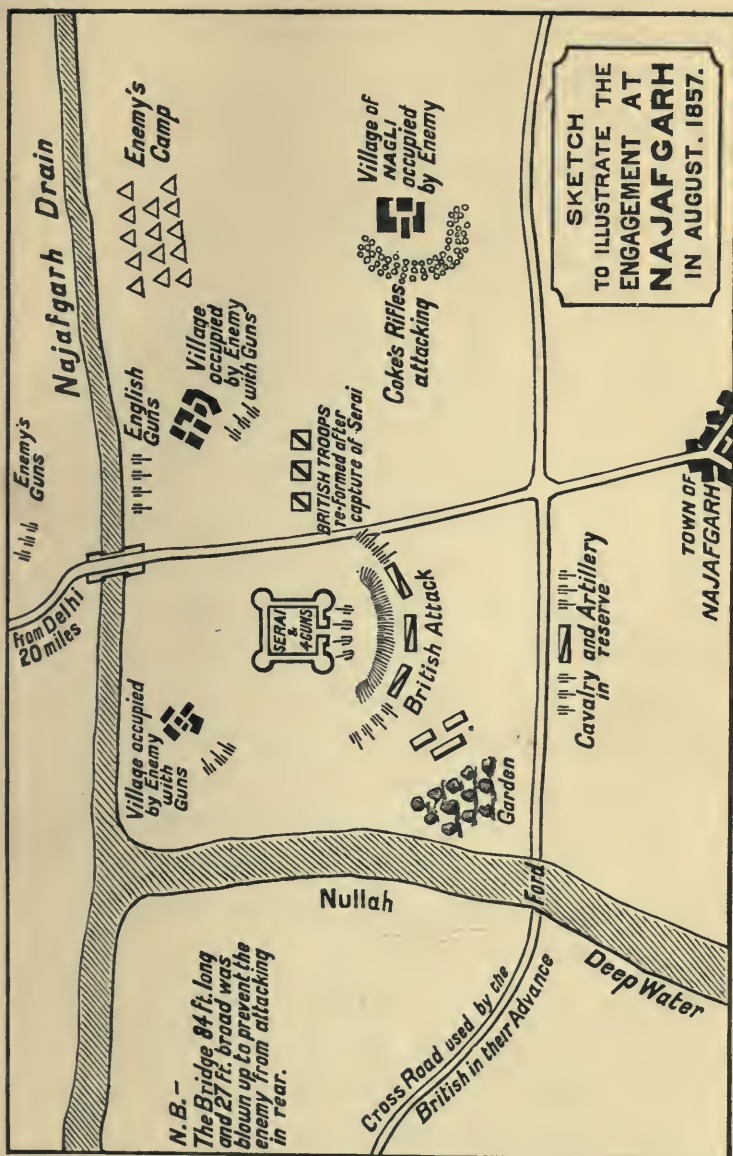 SKETCH
TO ILLUSTRATE THE
ENGAGEMENT AT
NAJAFGARH
IN AUGUST. 1857.
Najafgarh Drain
Enemy's
Guns
Enemy's
Camp
English
Guns
Village
occupied
by Enemy
with Guns
Village of
NAGLI
occupied
by Enemy
Coke's Rifles
attacking
BRITISH TROOPS
re-formed after
capture of Serai
from Delhi
20 miles
SERAI
&
4 GUNS
British Attack
Village occupied
by Enemy
with
Guns
Garden
Cavalry and Artillery
in reserve
TOWN OF
NAJAFGARH
Nullah
Ford
Deep Water
Cross Road used by the
British in their Advance
N.B.—
The Bridge 84 ft. long
and 27 ft. broad was
blown up to prevent the
enemy from attacking
in rear.